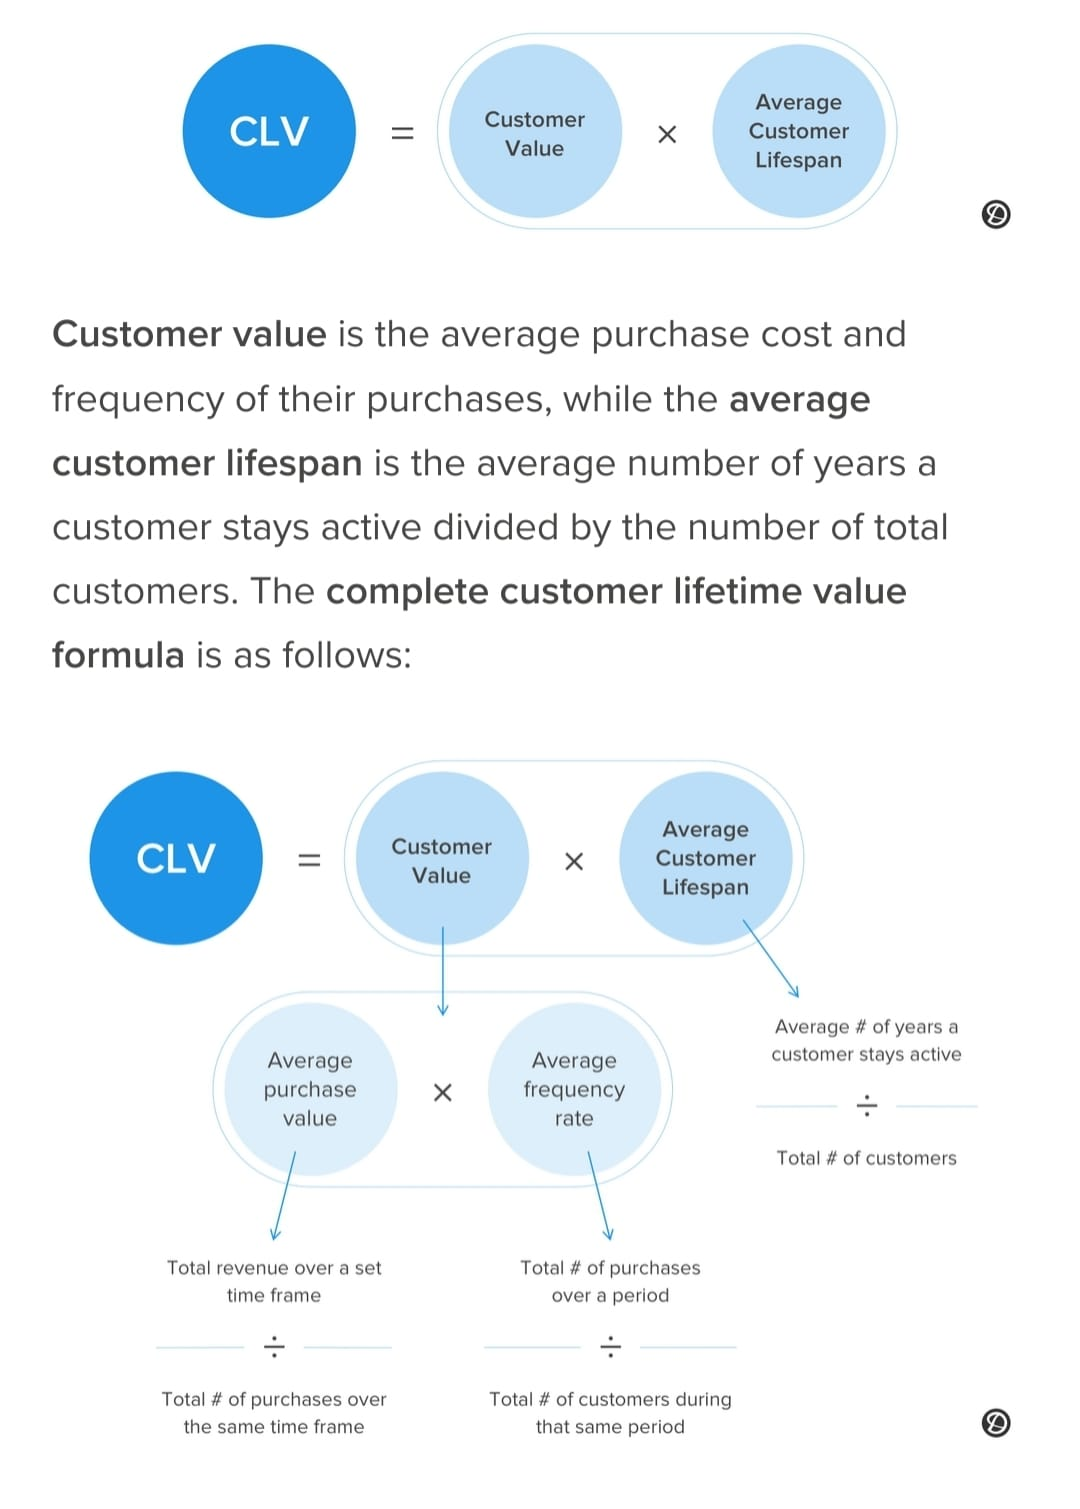 CLV
=
Customer
Value
×
Average
Customer
Lifespan
Customer value is the average purchase cost and
frequency of their purchases, while the average
customer lifespan is the average number of years a
customer stays active divided by the number of total
customers. The complete customer lifetime value
formula is as follows:
CLV
=
Customer
Value
×
Average
Customer
Lifespan
Average
purchase
value
×
Average
frequency
rate
Average # of years a
customer stays active
÷
Total # of customers
Total revenue over a set
time frame
÷
Total # of purchases over
the same time frame
Total # of purchases
over a period
÷
Total # of customers during
that same period